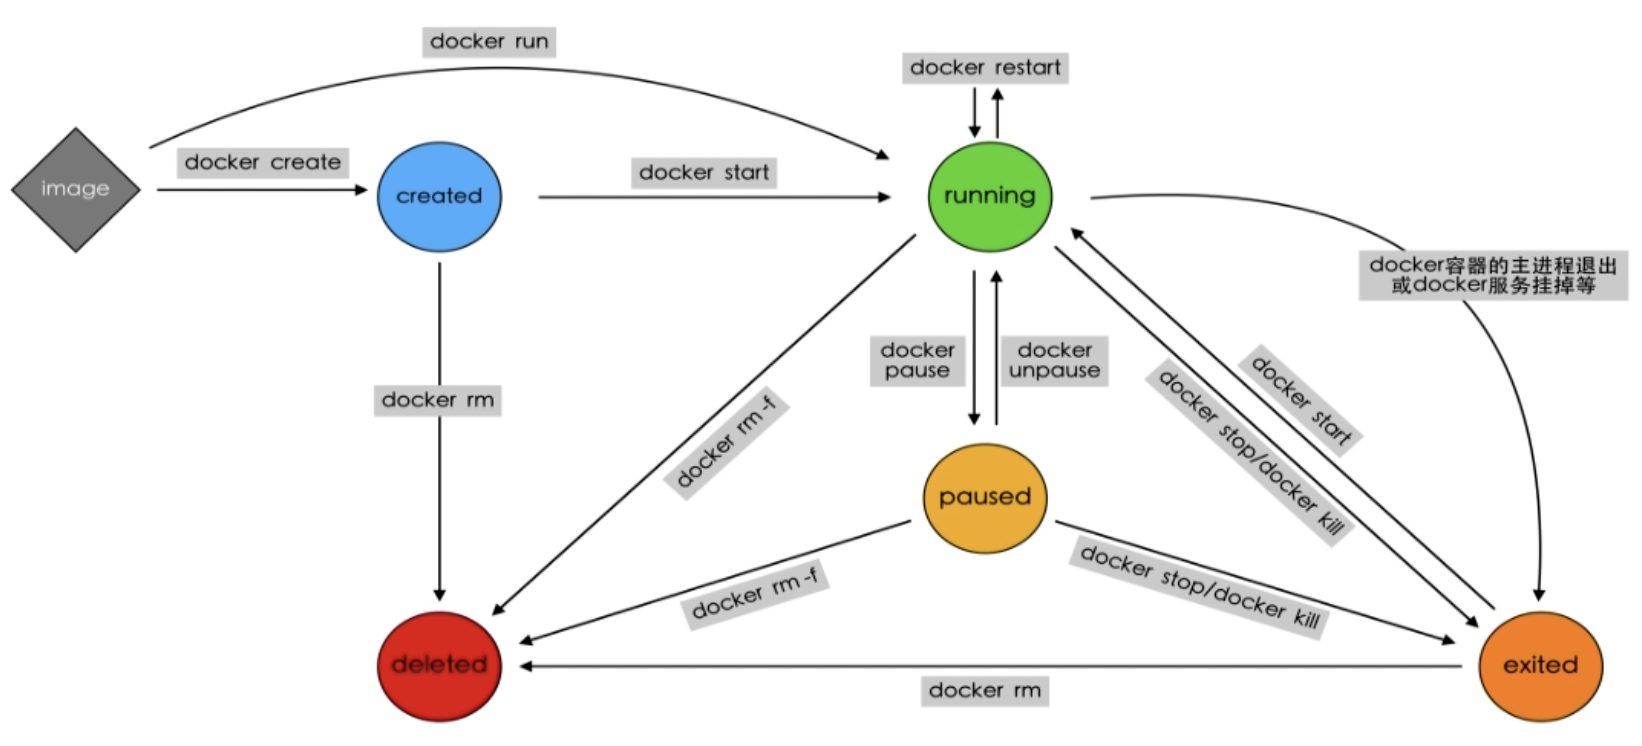 docker run
docker restart
docker create
image
created
docker start
running
docker容器的主进程退出
或docker服务挂掉等
docker
pause
docker
unpause
docker start
docker stop/docker kill
docker rm
docker rm -f
paused
docker rm -f
docker stop/docker kill
deleted
exited
docker rm